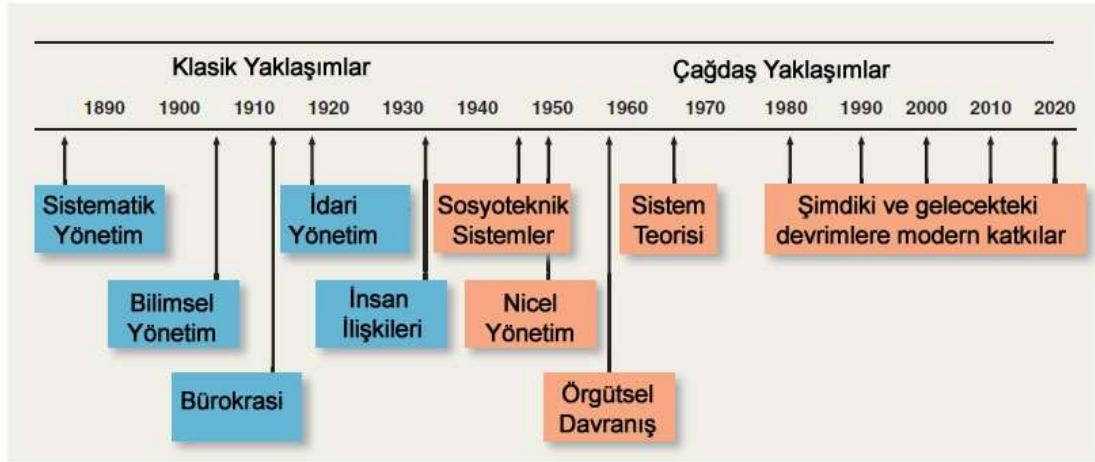 Klasik Yaklaşımlar
Çağdaş Yaklaşımlar
1890 1900 1910 1920 1930 1940 1950 1960 1970 1980 1990 2000 2010 2020
Sistematik
Yönetim
İdari
Yönetim
Sosyoteknik
Sistemler
Sistem
Teorisi
Şimdiki ve gelecekteki
devrimlere modern katkılar
Bilimsel
Yönetim
İnsan
İlişkileri
Nicel
Yönetim
Bürokrasi
Örgütsel
Davranış